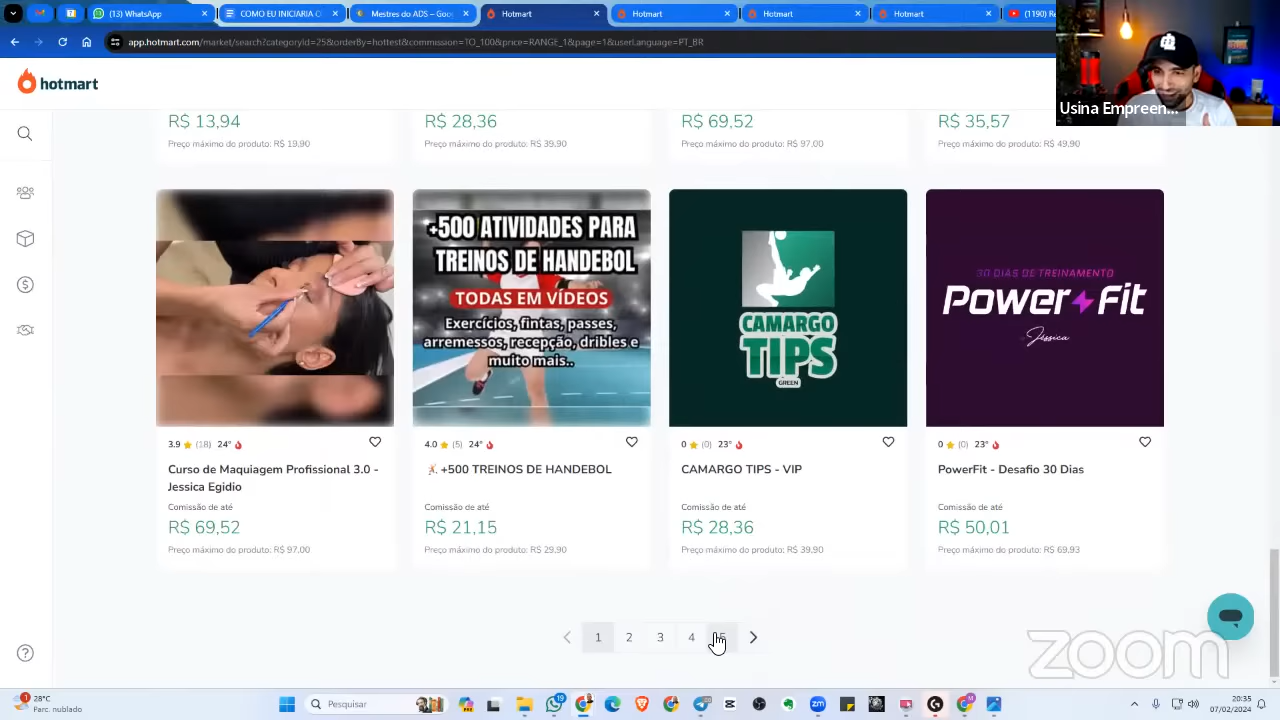 (13) WhatsApp
COMO EU INICIARIA O
Mestres do ADS – Goo
Hotmart
Hotmart
Hotmart
Hotmart
(1190) Re
app.hotmart.com/market/search?categoryId=25&orderBy=hottest&commission=TO_100&price=RANGE_1&page=1&userLanguage=PT_BR
Usina Empreen...
hotmart
R$ 13,94
R$ 28,36
R$ 69,52
R$ 35,57
Preço máximo do produto: R$ 19,90
Preço máximo do produto: R$ 39,90
Preço máximo do produto: R$ 97,00
Preço máximo do produto: R$ 49,90
+500 ATIVIDADES PARA
TREINOS DE HANDEBOL
TODAS EM VÍDEOS
Exercícios, fintas, passes,
arremessos, recepção, dribles e
muito mais..
CAMARGO
TIPS
GREEN
30 DIAS DE TREINAMENTO
Power Fit
Jéssica
3.9 (18) 24°
4.0 (5) 24°
0 (0) 23°
0 (0) 23°
Curso de Maquiagem Profissional 3.0 -
Jessica Egidio
+500 TREINOS DE HANDEBOL
CAMARGO TIPS - VIP
PowerFit - Desafio 30 Dias
Comissão de até
Comissão de até
Comissão de até
Comissão de até
R$ 69,52
R$ 21,15
R$ 28,36
R$ 50,01
Preço máximo do produto: R$ 97,00
Preço máximo do produto: R$ 29,90
Preço máximo do produto: R$ 39,90
Preço máximo do produto: R$ 69,93
1 2 3 4 5
zoom
28°C
Parc. nublado
Pesquisar
20:35
07/02/2024